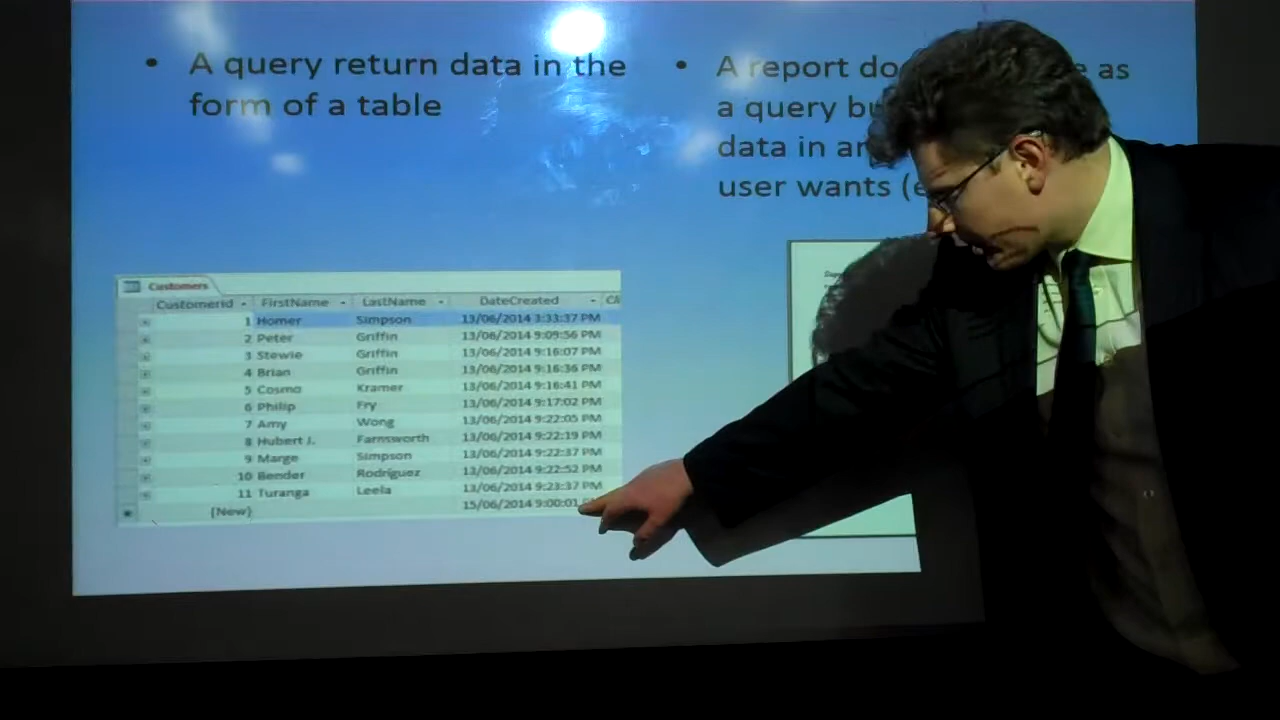 • A query return data in the
form of a table
• A report do
e as
a query bu
data in an
user wants (e
Customers
CustomerId FirstName LastName DateCreated
1 Homer Simpson 13/06/2014 3:33:37 PM
2 Peter Griffin 13/06/2014 9:09:56 PM
3 Stewie Griffin 13/06/2014 9:16:07 PM
4 Brian Griffin 13/06/2014 9:16:36 PM
5 Cosmo Kramer 13/06/2014 9:16:41 PM
6 Philip Fry 13/06/2014 9:17:02 PM
7 Amy Wong 13/06/2014 9:22:05 PM
8 Hubert J. Farnsworth 13/06/2014 9:22:19 PM
9 Marge Simpson 13/06/2014 9:22:37 PM
10 Bender Rodríguez 13/06/2014 9:22:52 PM
11 Turanga Leela 13/06/2014 9:23:37 PM
(New) 15/06/2014 9:00:01